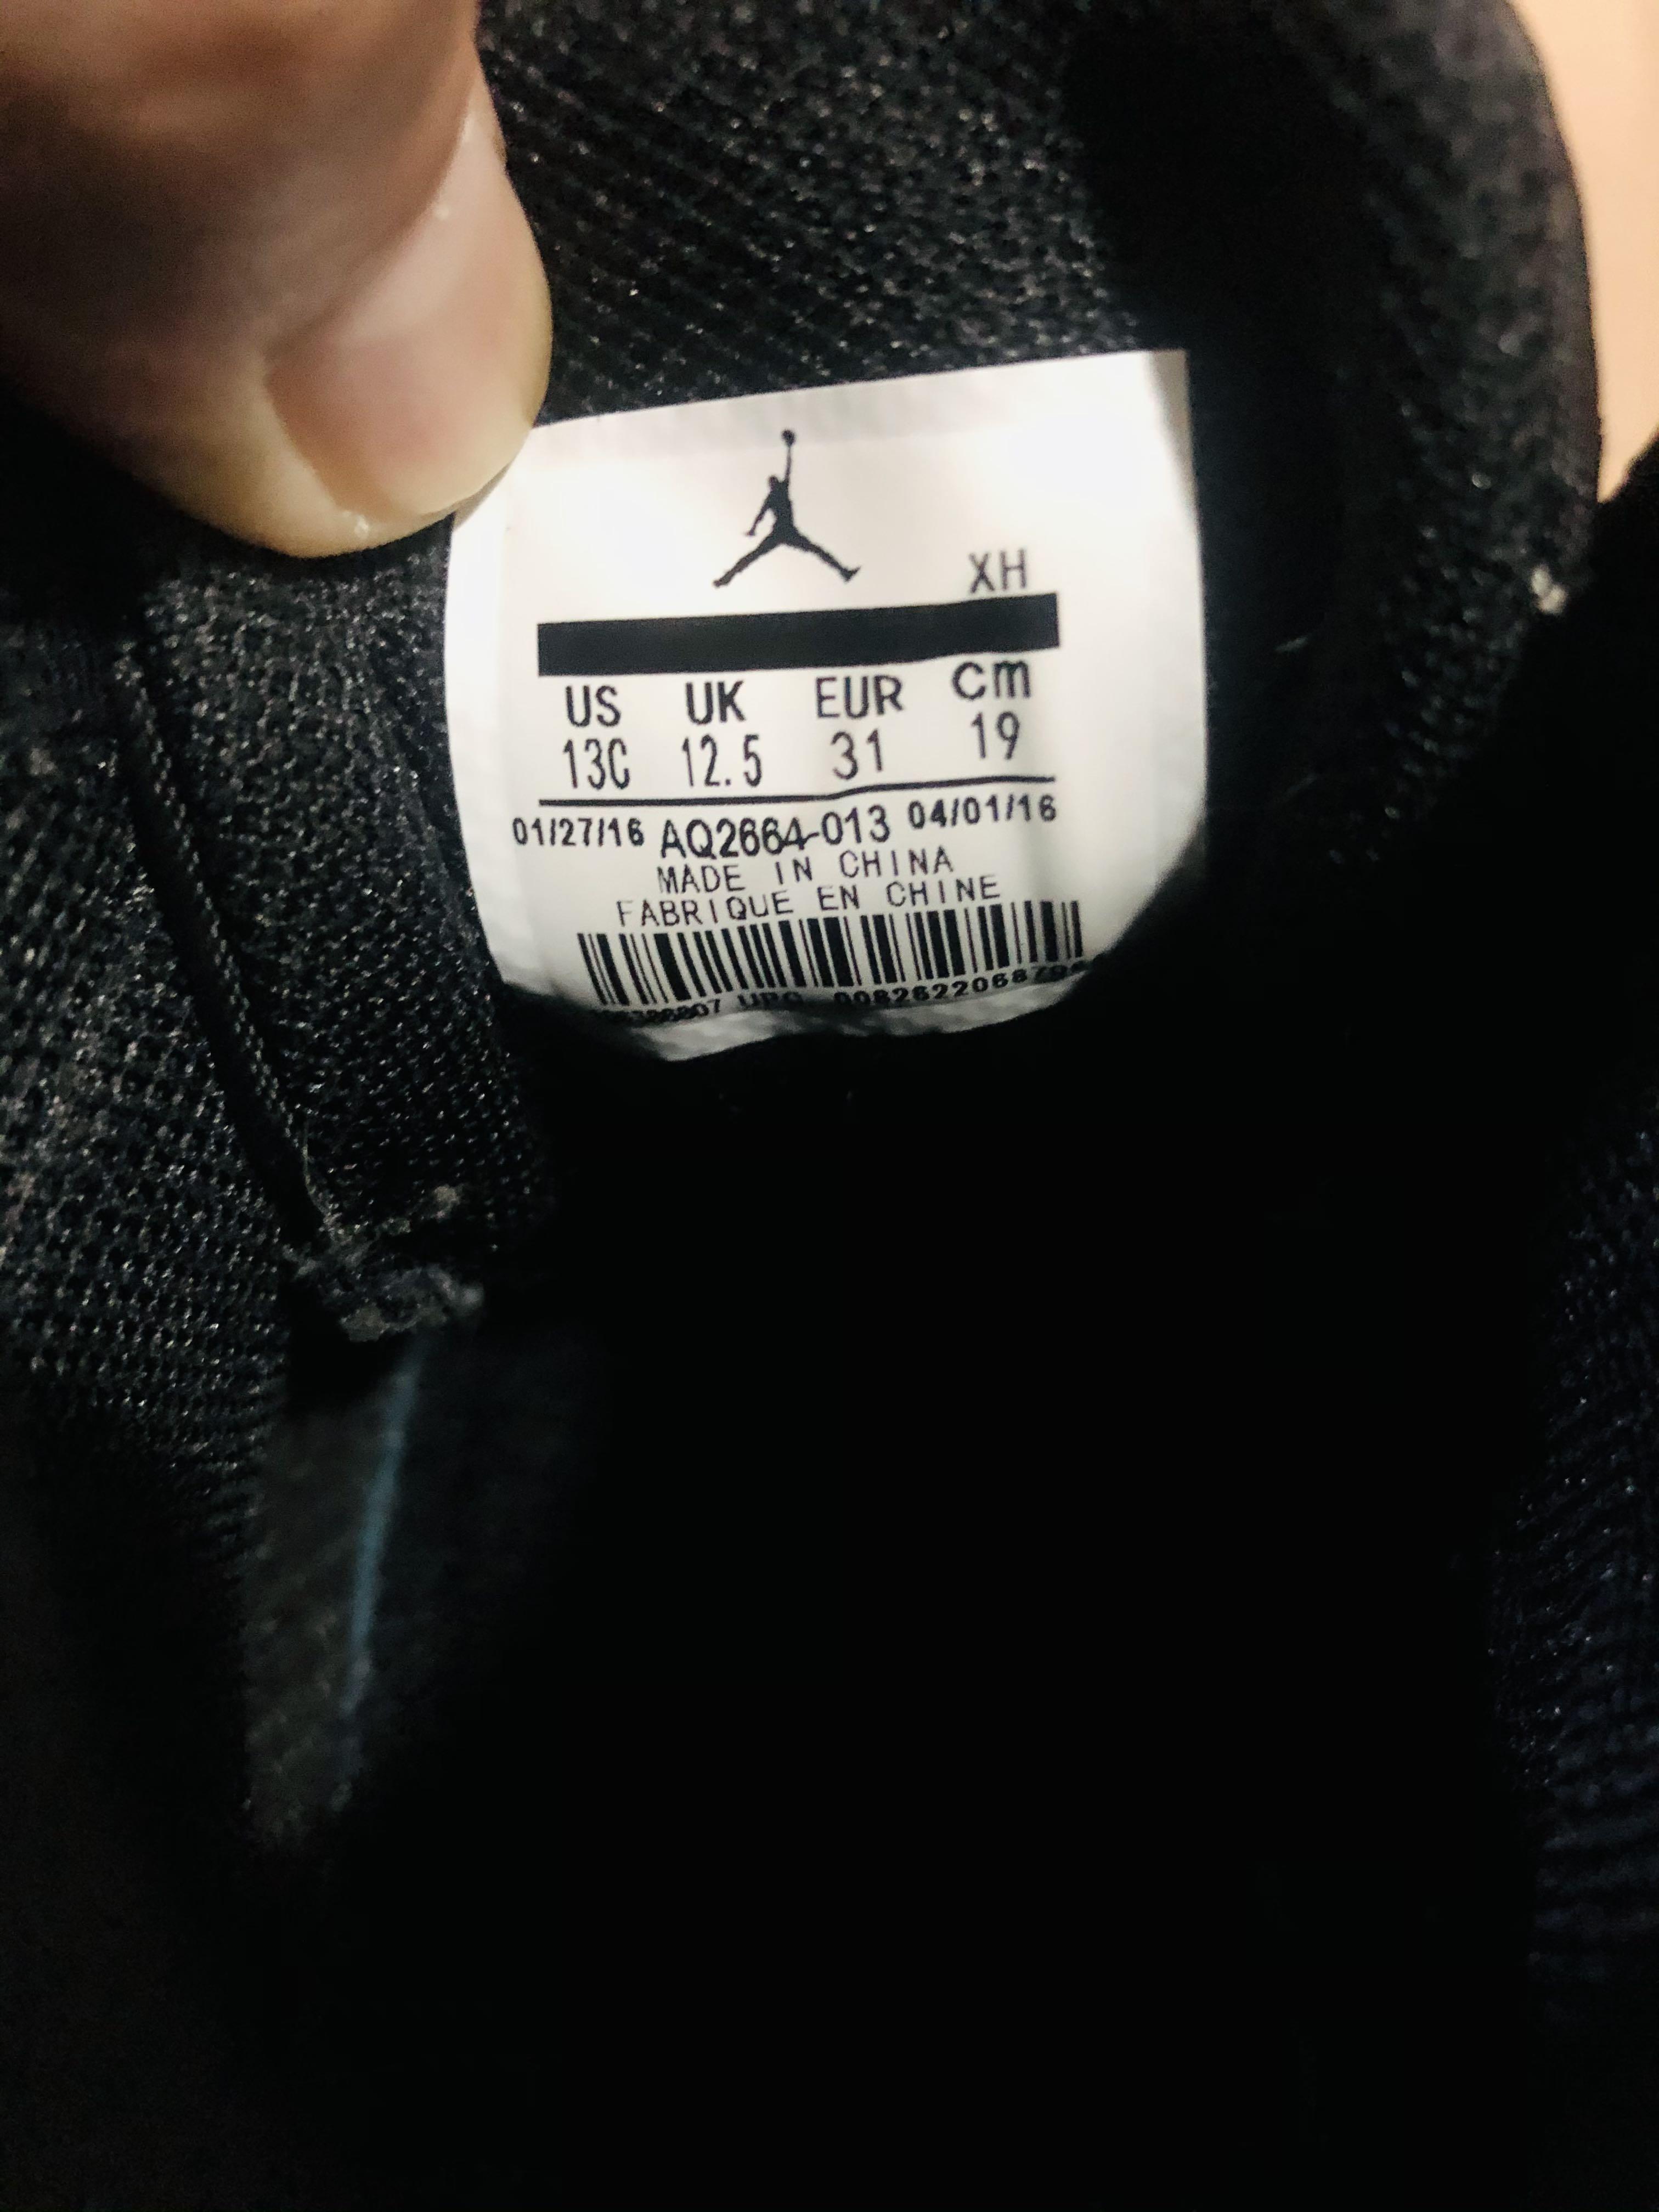 XH
US UK EUR cm
13C 12.5 31 19
01/27/16 AQ2664-013 04/01/16
MADE IN CHINA
FABRIQUE EN CHINE
UPC